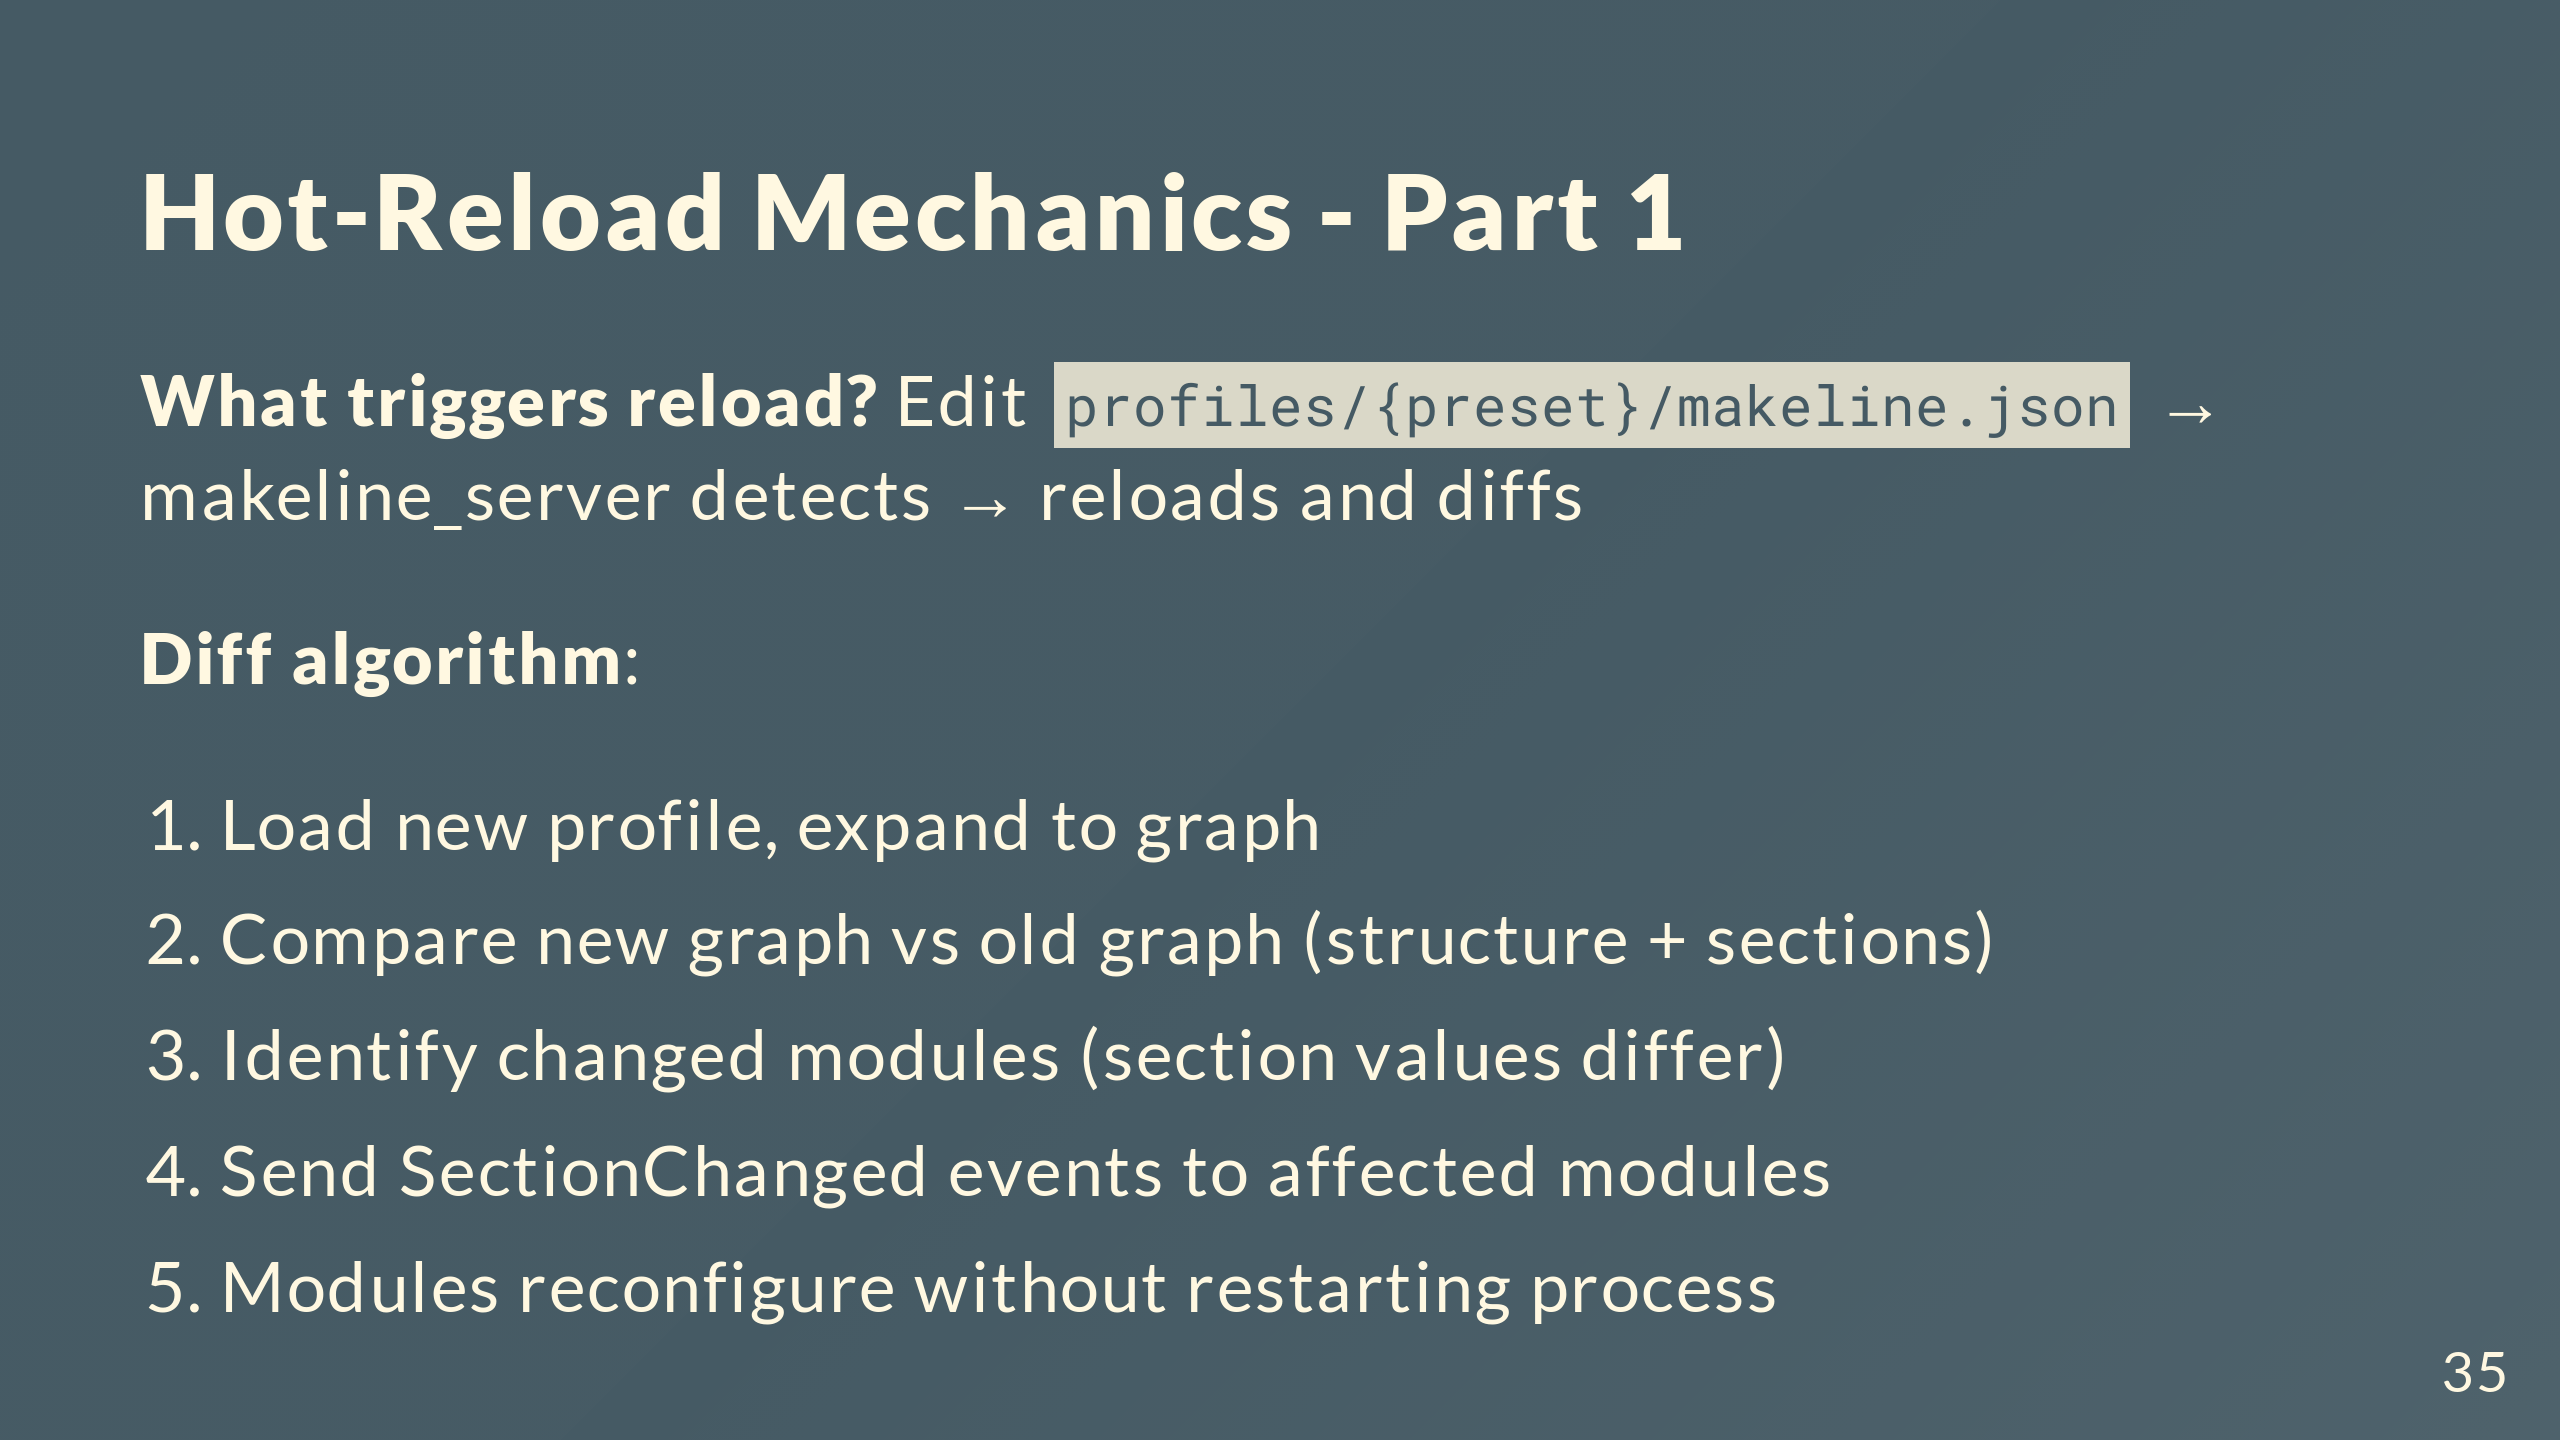 Hot-Reload Mechanics - Part 1
What triggers reload? Edit profiles/{preset}/makeline.json →
makeline_server detects → reloads and diffs
Diff algorithm:
1. Load new profile, expand to graph
2. Compare new graph vs old graph (structure + sections)
3. Identify changed modules (section values differ)
4. Send SectionChanged events to affected modules
5. Modules reconfigure without restarting process
35